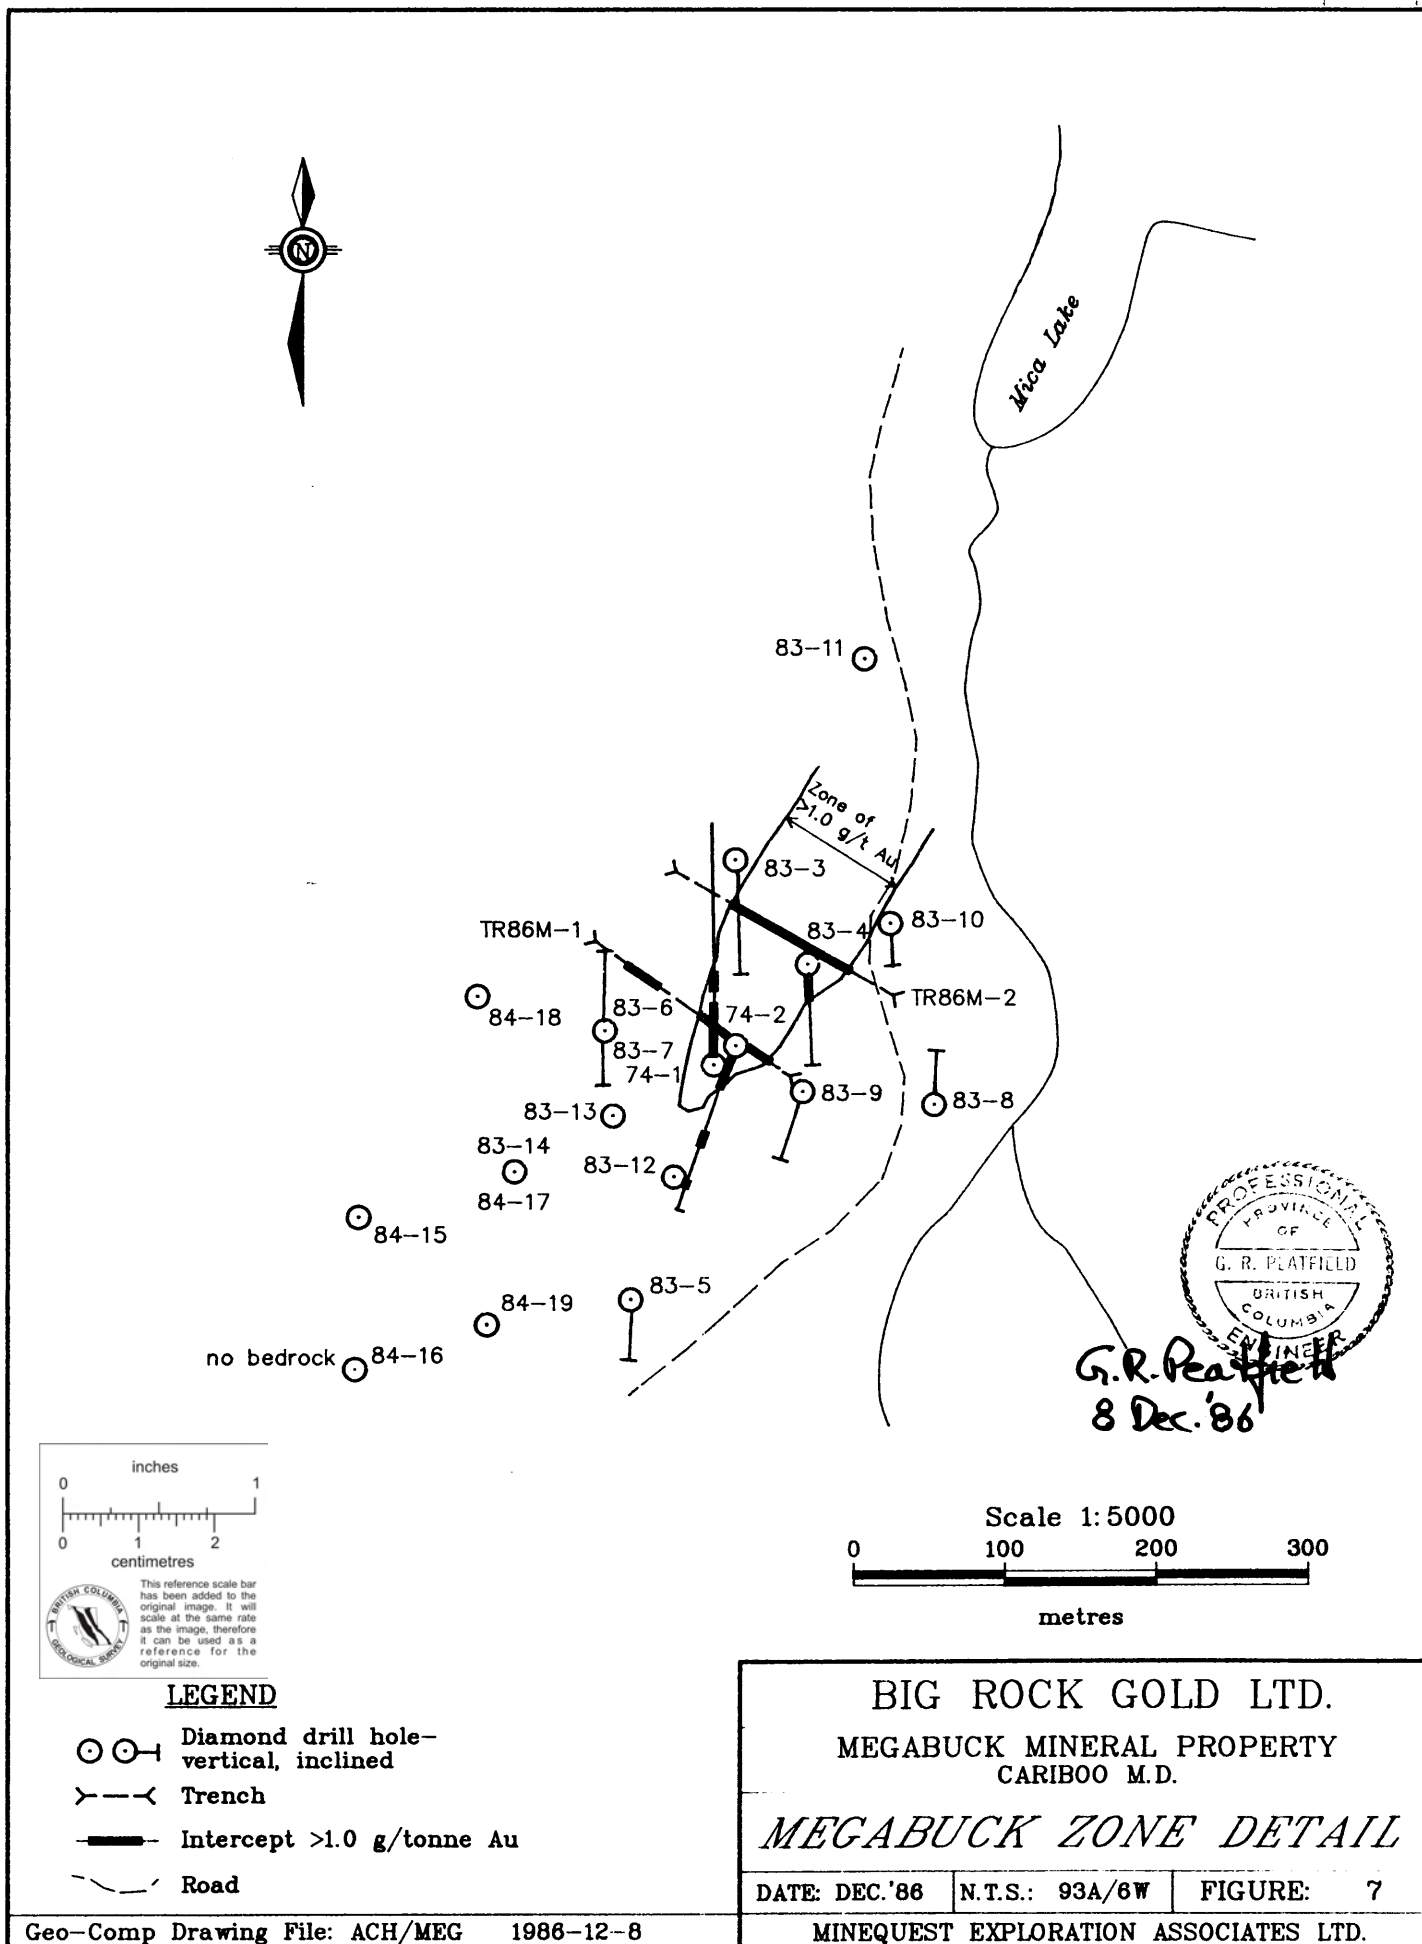 N
Mica Lake
83-11
Zone of
>1.0 g/t Au
83-3
83-4
83-10
TR86M-1
TR86M-2
84-18
83-6
74-2
83-7
74-1
83-9
83-8
83-13
83-14
83-12
84-17
84-15
83-5
84-19
no bedrock
84-16
PROFESSIONAL
PROVINCE
OF
G. R. PEATFIELD
BRITISH
COLUMBIA
ENGINEER
G.R. Peatfield
8 Dec. '86
inches
0 1
0 1 2
centimetres
BRITISH COLUMBIA
GEOLOGICAL SURVEY
This reference scale bar
has been added to the
original image. It will
scale at the same rate
as the image, therefore
it can be used as a
reference for the
original size.
Scale 1:5000
0 100 200 300
metres
LEGEND
Diamond drill hole-
vertical, inclined
Trench
Intercept >1.0 g/tonne Au
Road
BIG ROCK GOLD LTD.
MEGABUCK MINERAL PROPERTY
CARIBOO M.D.
MEGABUCK ZONE DETAIL
DATE: DEC.'86 N.T.S.: 93A/6W FIGURE: 7
Geo-Comp Drawing File: ACH/MEG 1986-12-8
MINEQUEST EXPLORATION ASSOCIATES LTD.